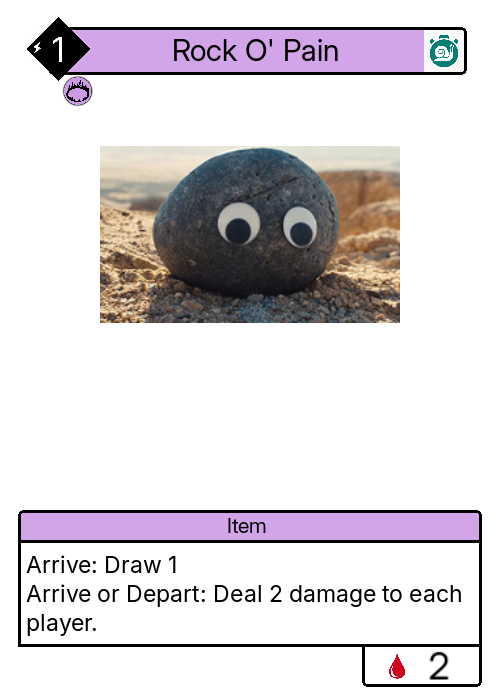 1
Rock O' Pain
Item
Arrive: Draw 1
Arrive or Depart: Deal 2 damage to each
player.
2